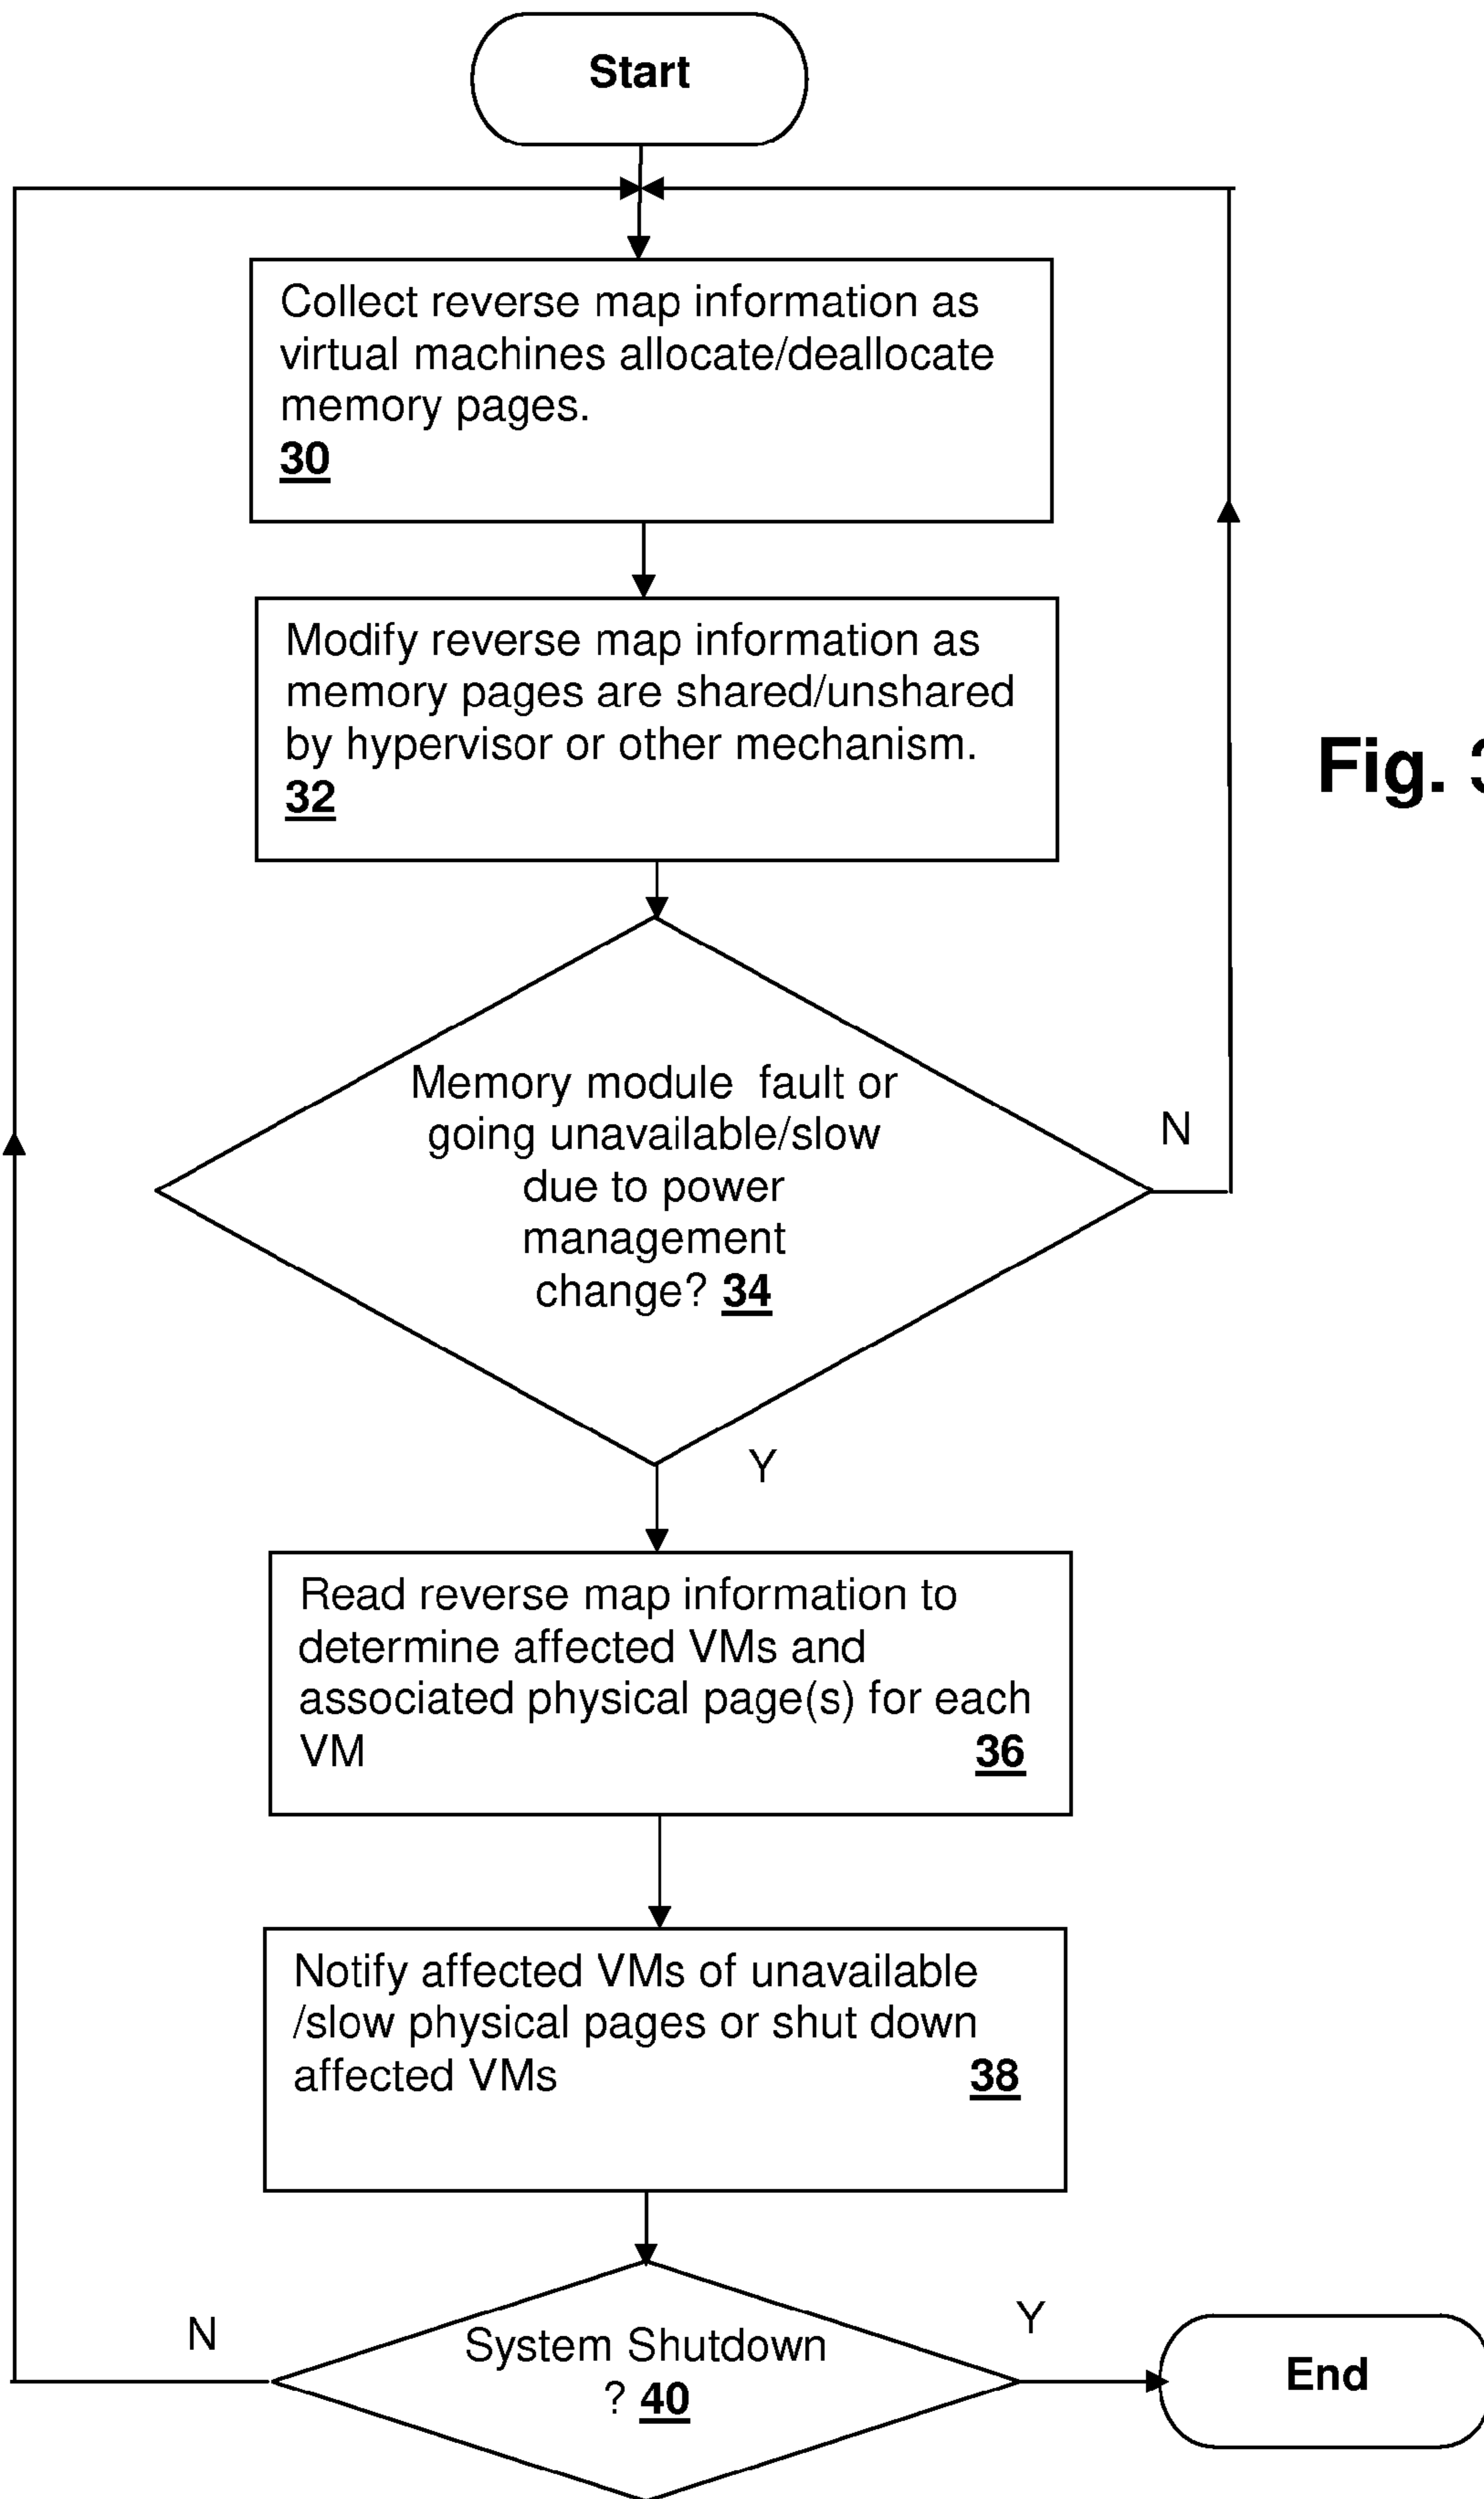 Start
Collect reverse map information as
virtual machines allocate/deallocate
memory pages.
30
Modify reverse map information as
memory pages are shared/unshared
by hypervisor or other mechanism.
32
Fig. 3
Memory module fault or
going unavailable/slow
due to power
management
change? 34
N
Y
Read reverse map information to
determine affected VMs and
associated physical page(s) for each
VM 36
Notify affected VMs of unavailable
/slow physical pages or shut down
affected VMs 38
N
System Shutdown
? 40
Y
End